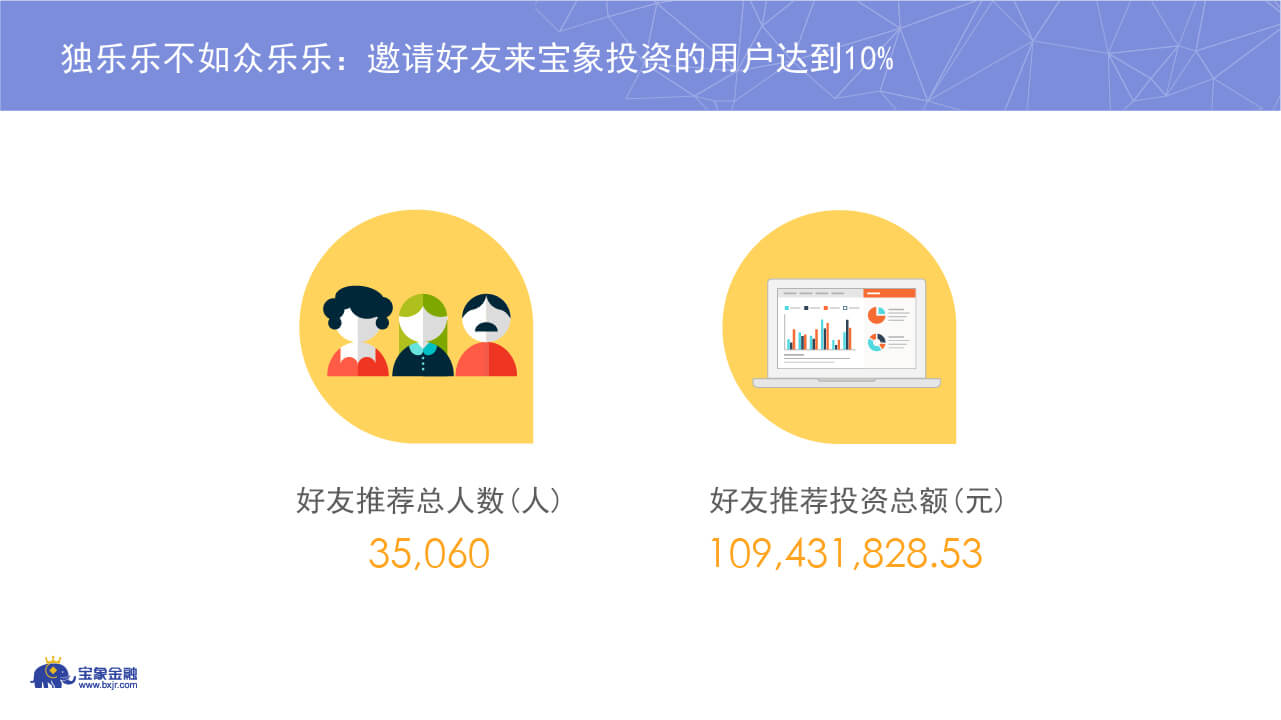 独乐乐不如众乐乐：邀请好友来宝象投资的用户达到10%
好友推荐总人数(人)
35,060
好友推荐投资总额(元)
109,431,828.53
宝象金融
www.bxjr.com